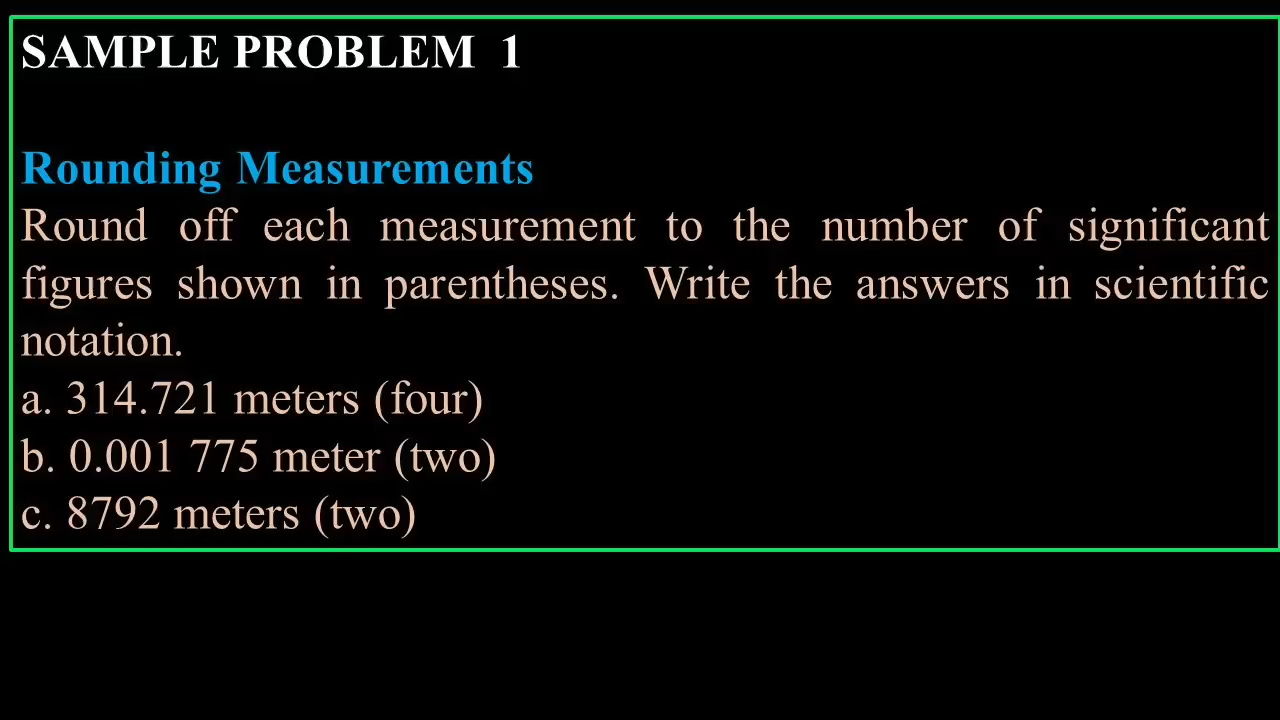 SAMPLE PROBLEM 1
Rounding Measurements
Round off each measurement to the number of significant
figures shown in parentheses. Write the answers in scientific
notation.
a. 314.721 meters (four)
b. 0.001 775 meter (two)
c. 8792 meters (two)